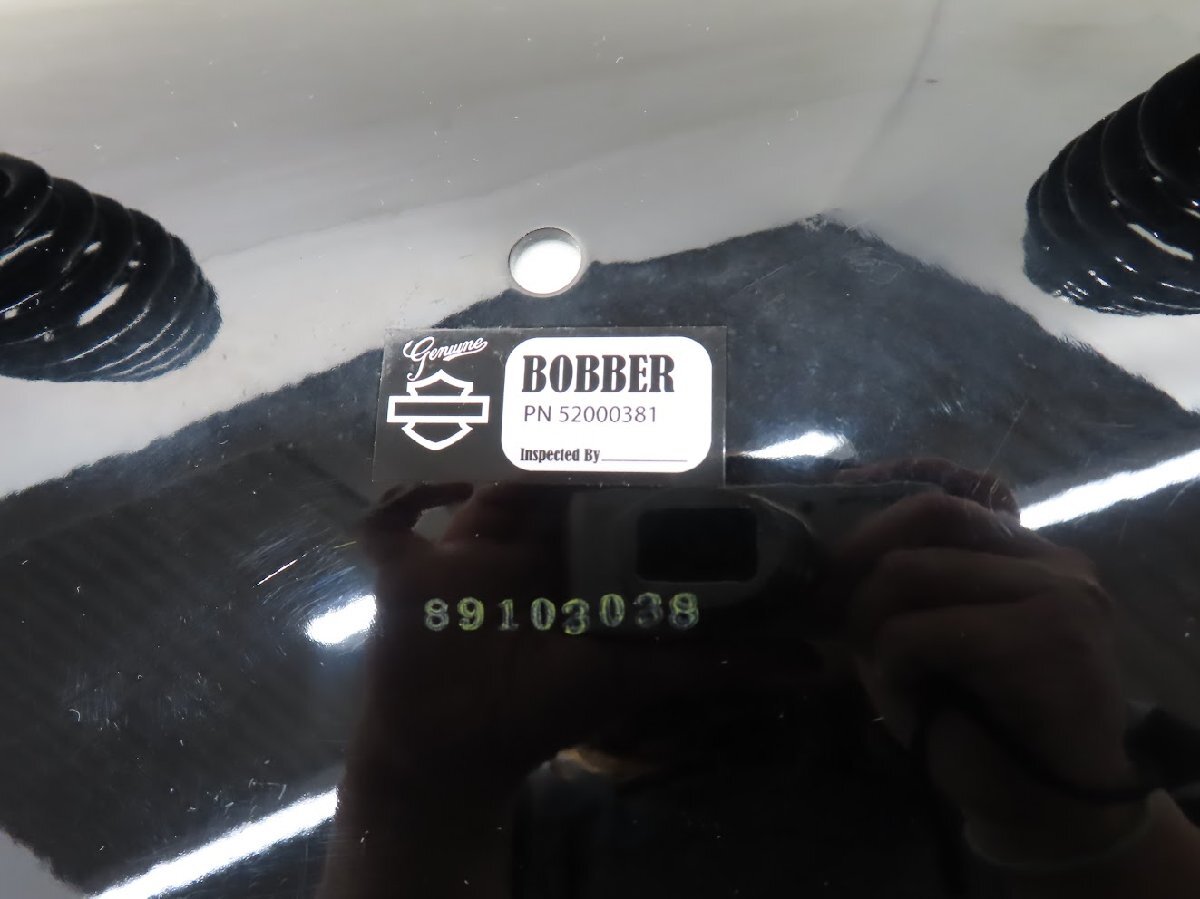 Genuine
BOBBER
PN 52000381
Inspected By
89103038